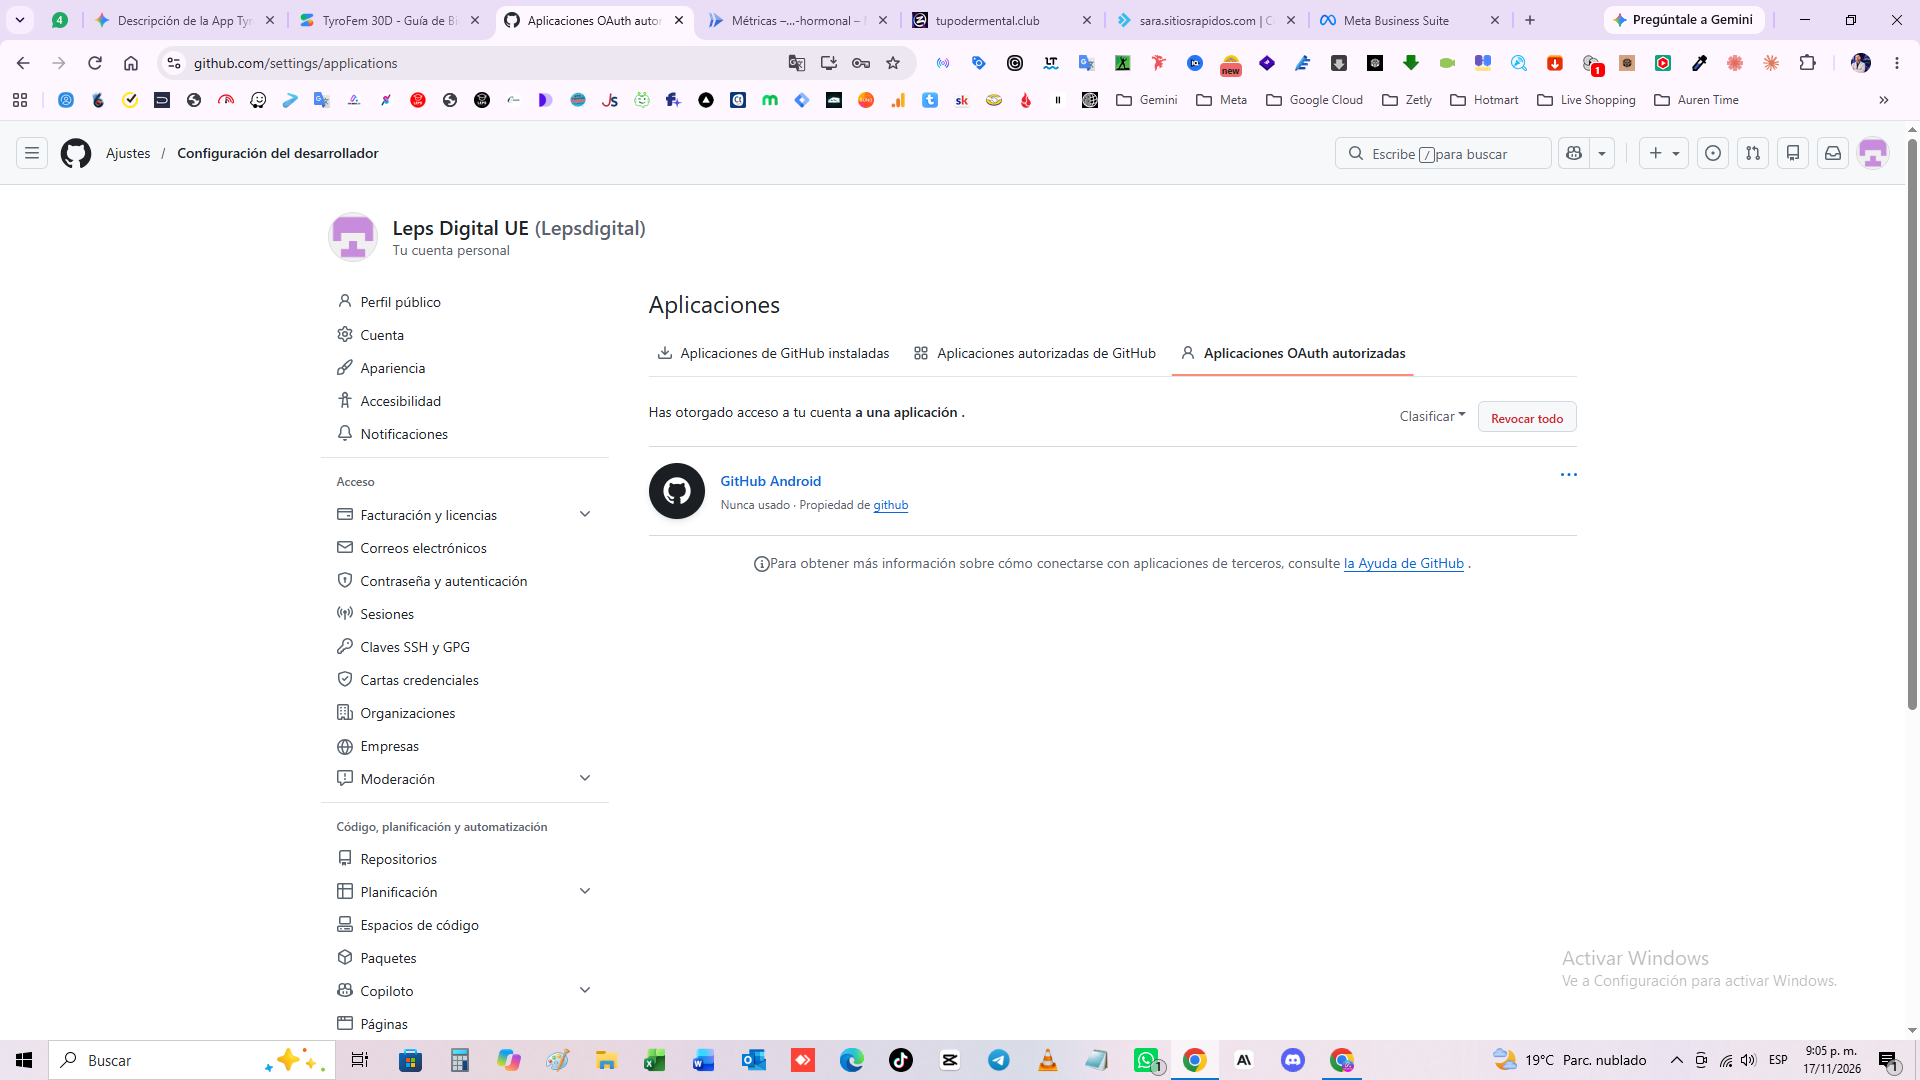 4
Descripción de la App Tyr
TyroFem 30D - Guía de Bi
Aplicaciones OAuth autor
Métricas –...-hormonal –
tupodermental.club
sara.sitiosrapidos.com | C
Meta Business Suite
Pregúntale a Gemini
github.com/settings/applications
new
1
Gemini
Meta
Google Cloud
Zetly
Hotmart
Live Shopping
Auren Time
Ajustes / Configuración del desarrollador
Escribe / para buscar
Leps Digital UE (Lepsdigital)
Tu cuenta personal
Perfil público
Cuenta
Apariencia
Accesibilidad
Notificaciones
Acceso
Facturación y licencias
Correos electrónicos
Contraseña y autenticación
Sesiones
Claves SSH y GPG
Cartas credenciales
Organizaciones
Empresas
Moderación
Código, planificación y automatización
Repositorios
Planificación
Espacios de código
Paquetes
Copiloto
Páginas
Aplicaciones
Aplicaciones de GitHub instaladas
Aplicaciones autorizadas de GitHub
Aplicaciones OAuth autorizadas
Has otorgado acceso a tu cuenta a una aplicación .
Clasificar
Revocar todo
GitHub Android
Nunca usado · Propiedad de github
Para obtener más información sobre cómo conectarse con aplicaciones de terceros, consulte la Ayuda de GitHub .
Activar Windows
Ve a Configuración para activar Windows.
Buscar
1
19°C Parc. nublado
ESP
9:05 p. m.
17/11/2026
1